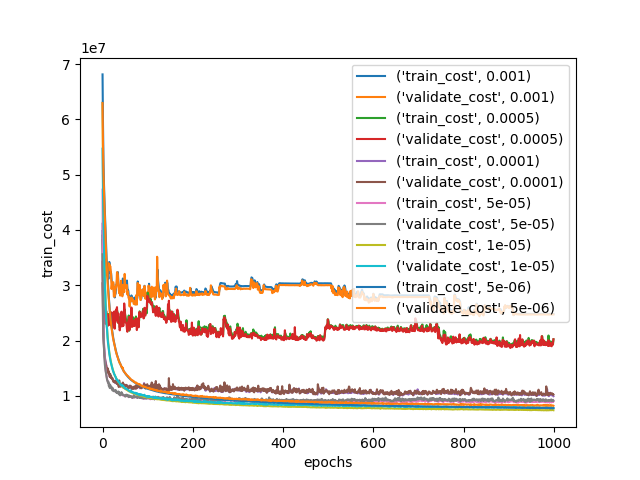 1e7
7
6
5
4
3
2
1
train_cost
0
200
400
600
800
1000
epochs
('train_cost', 0.001)
('validate_cost', 0.001)
('train_cost', 0.0005)
('validate_cost', 0.0005)
('train_cost', 0.0001)
('validate_cost', 0.0001)
('train_cost', 5e-05)
('validate_cost', 5e-05)
('train_cost', 1e-05)
('validate_cost', 1e-05)
('train_cost', 5e-06)
('validate_cost', 5e-06)